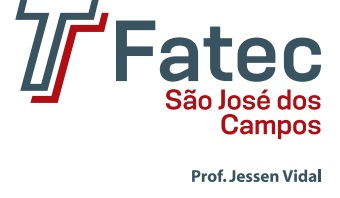 Fatec
São José dos
Campos
Prof. Jessen Vidal